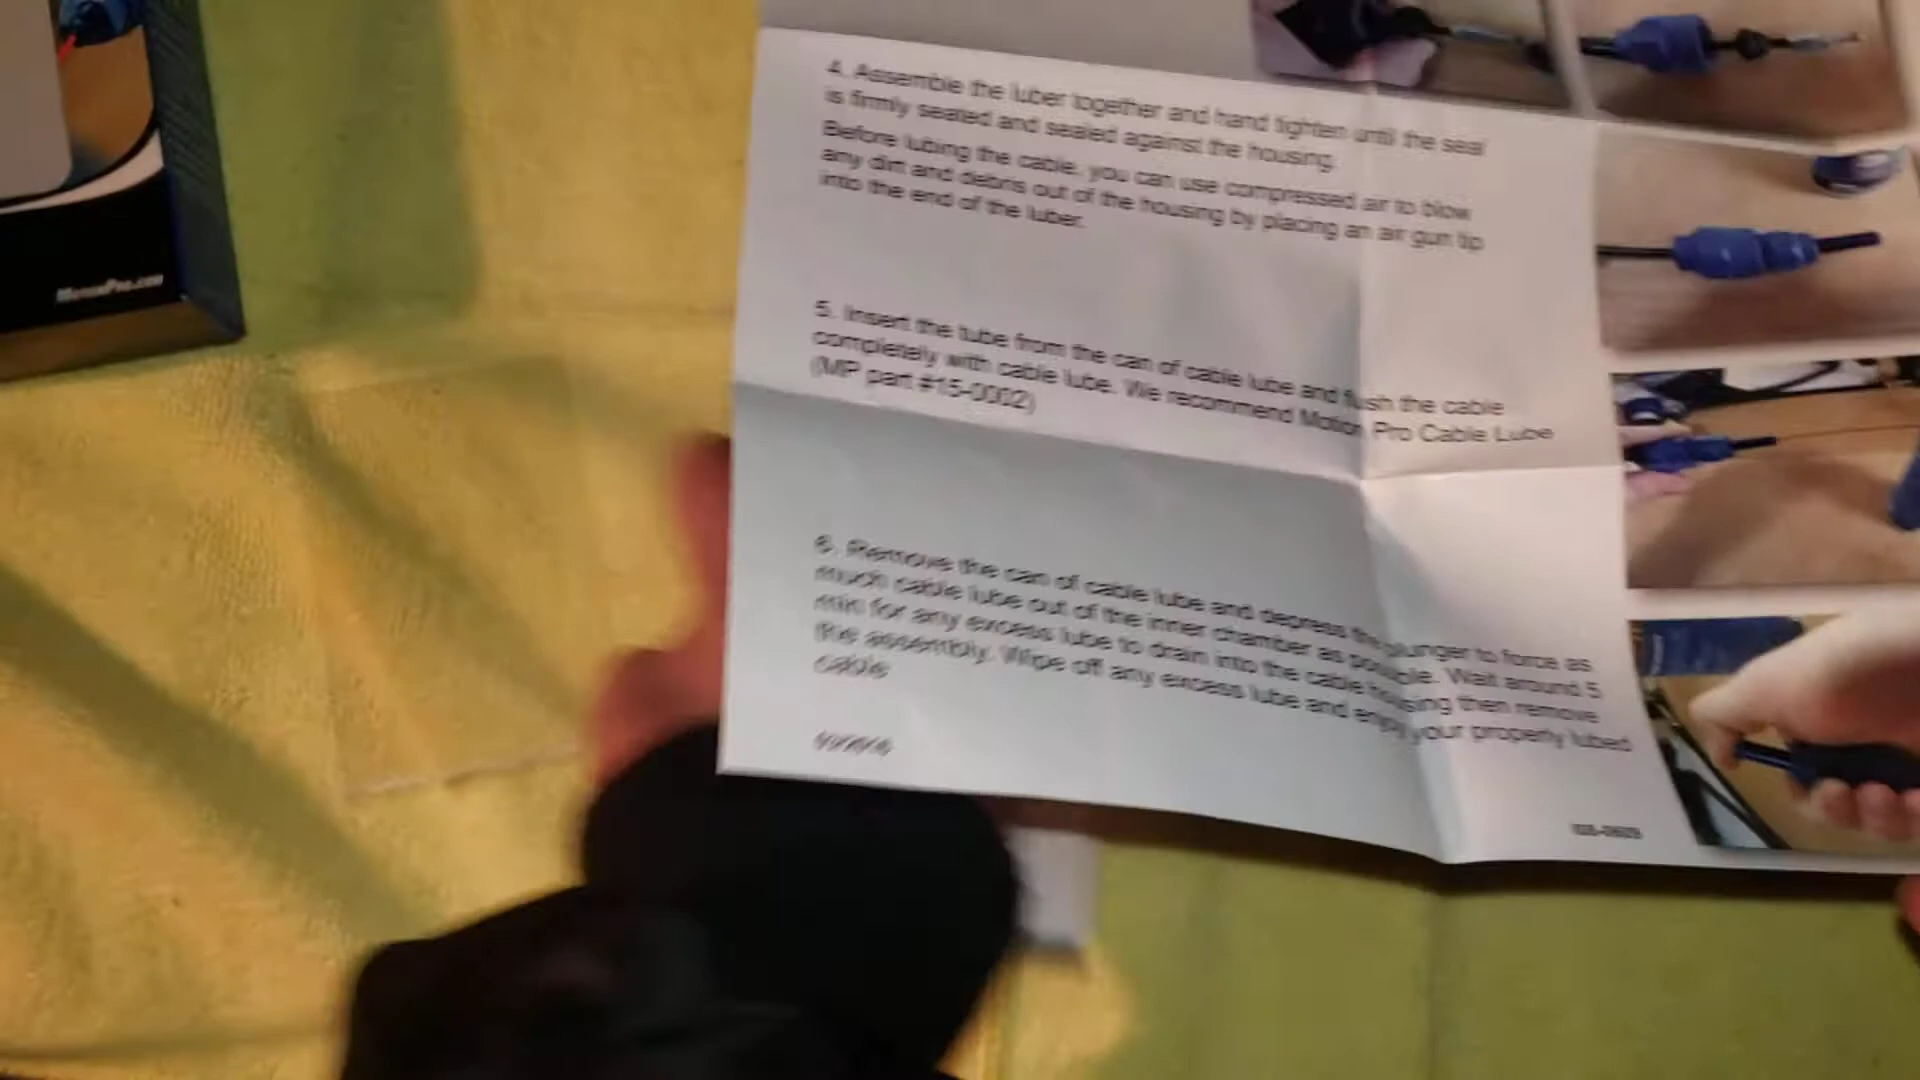 MotionPro.com
4. Assemble the luber together and hand tighten until the seal
is firmly seated and sealed against the housing.
Before lubing the cable, you can use compressed air to blow
any dirt and debris out of the housing by placing an air gun tip
into the end of the luber.
5. Insert the tube from the can of cable lube and flush the cable
completely with cable lube. We recommend Motion Pro Cable Lube
(MP part #15-0002)
6. Remove the can of cable lube and depress the plunger to force as
much cable lube out of the inner chamber as possible. Wait around 5
min for any excess lube to drain into the cable housing then remove
the assembly. Wipe off any excess lube and enjoy your properly lubed
cable